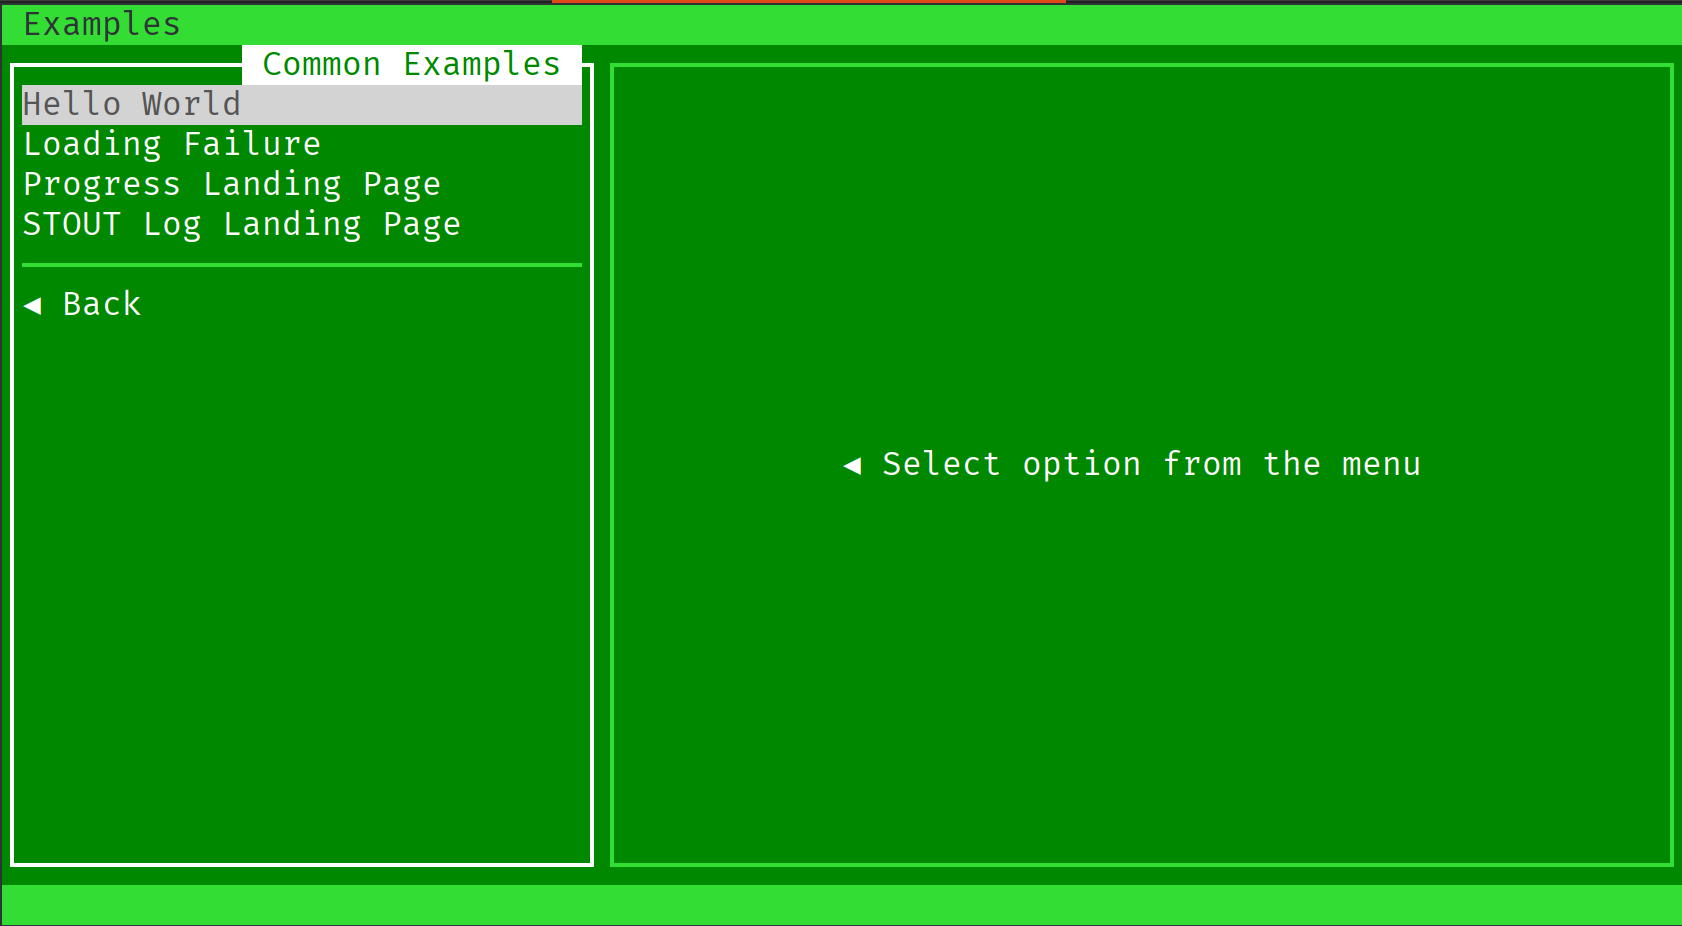 Examples
Common Examples
Hello World
Loading Failure
Progress Landing Page
STOUT Log Landing Page
◄ Back
◄ Select option from the menu